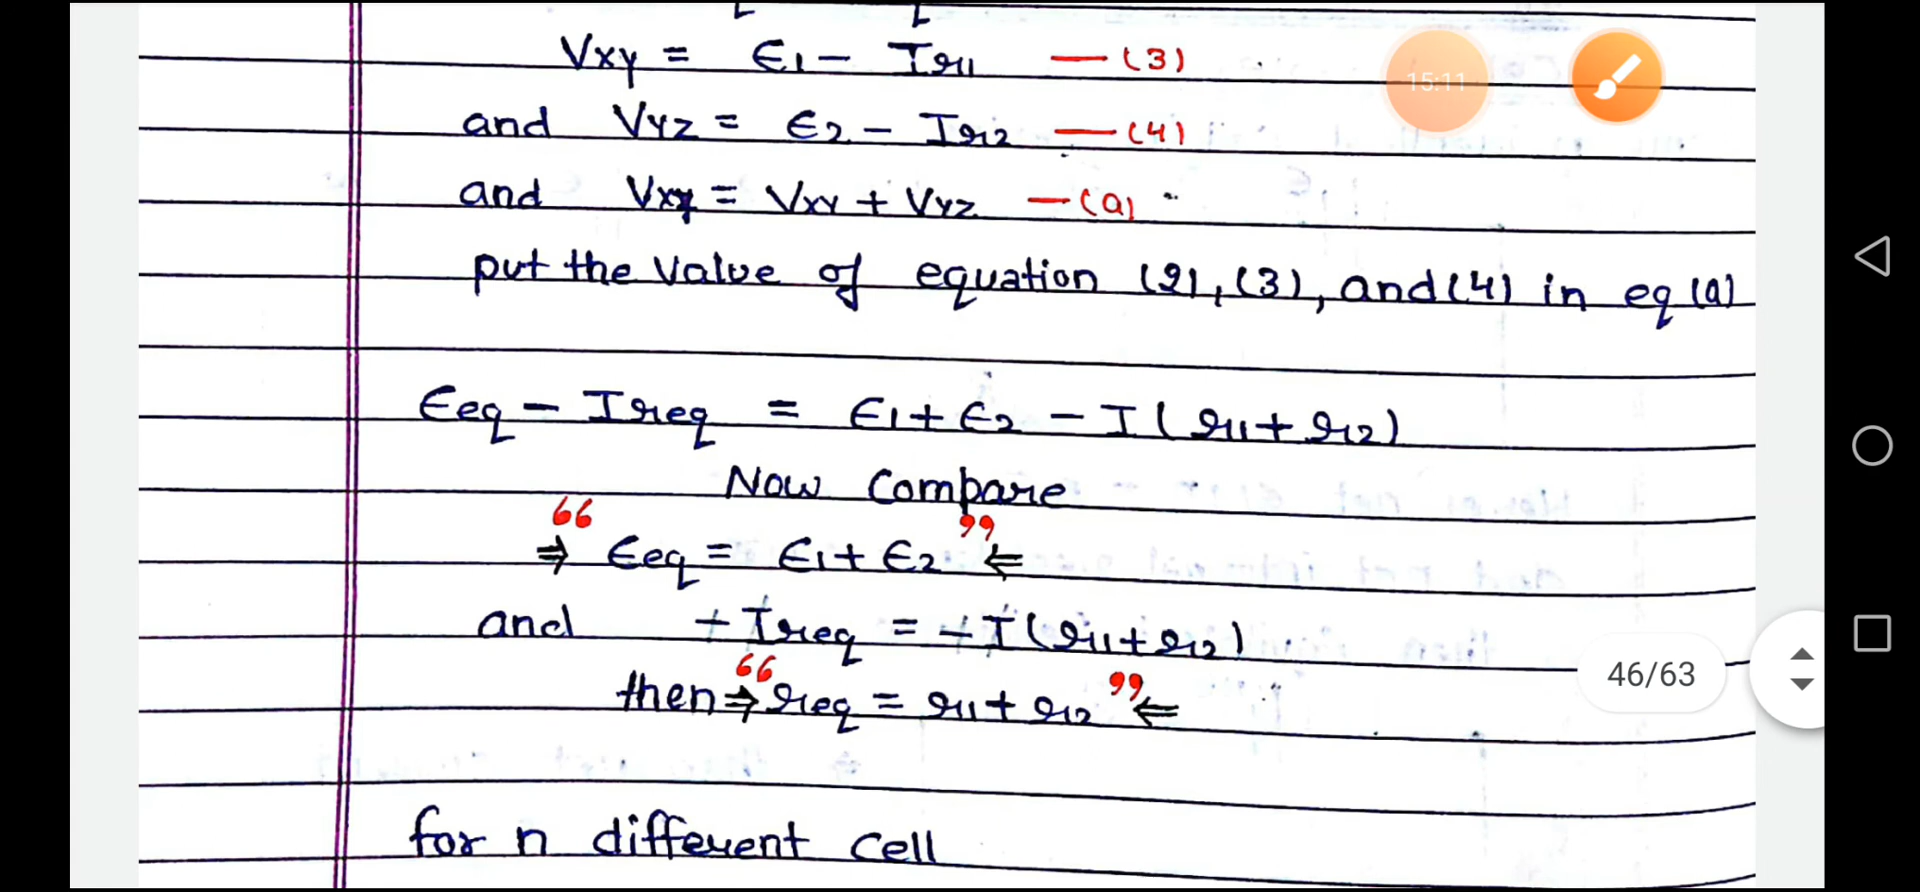 Vxy = ϵ1 - Ir1 — (3)
15:11
and Vyz = ϵ2 - Ir2 — (4)
and Vxz = Vxy + Vyz — (a)
put the value of equation (2), (3), and (4) in eq (a)
ϵeq - Ireq = ϵ1 + ϵ2 - I(r1 + r2)
Now Compare
“ ⇒ ϵeq = ϵ1 + ϵ2 ” ⇐
and + Ireq = + I(r1 + r2)
46/63
then ⇒ “ req = r1 + r2 ” ⇐
for n different cell